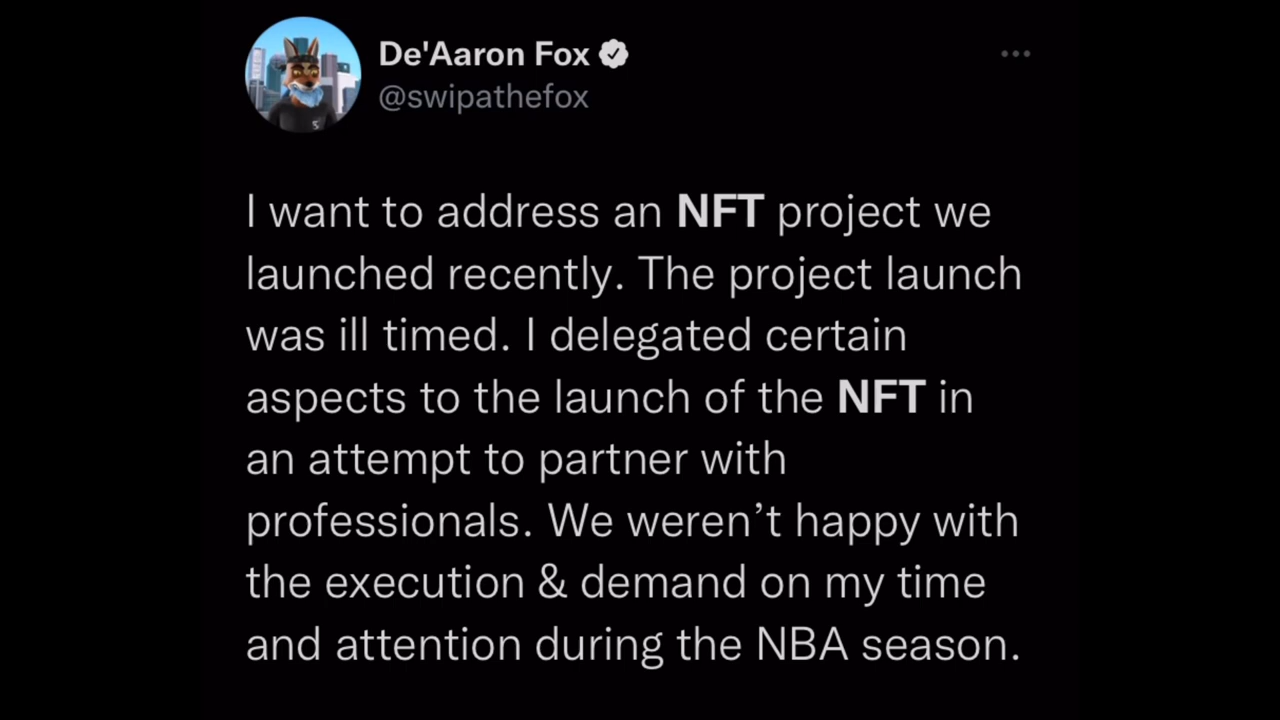 De'Aaron Fox
@swipathefox
I want to address an NFT project we
launched recently. The project launch
was ill timed. I delegated certain
aspects to the launch of the NFT in
an attempt to partner with
professionals. We weren’t happy with
the execution & demand on my time
and attention during the NBA season.